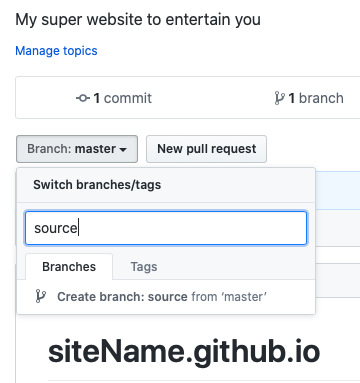 My super website to entertain you
Manage topics
1 commit
1 branch
Branch: master
New pull request
Switch branches/tags
source
Branches
Tags
Create branch: source from ‘master’
siteName.github.io